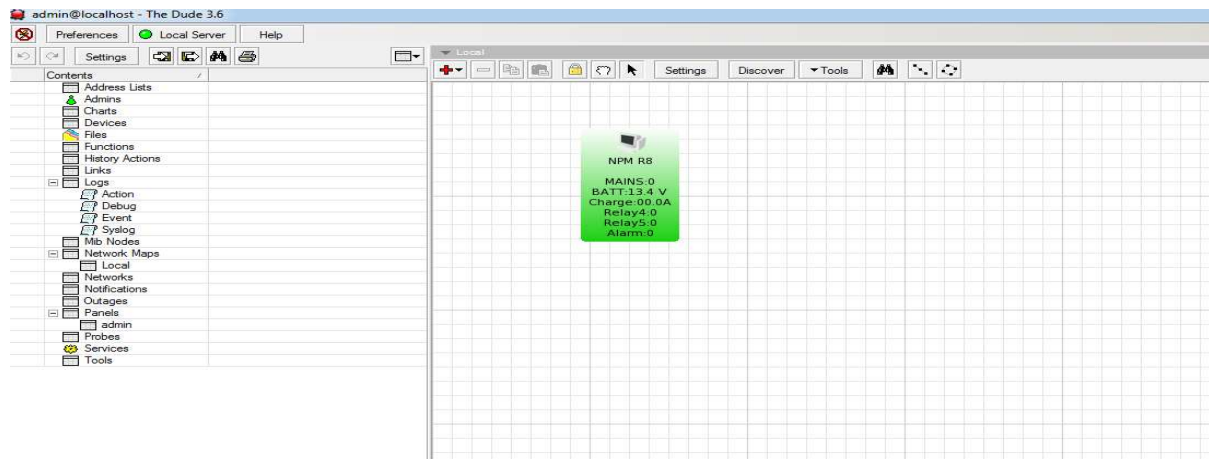 admin@localhost - The Dude 3.6
Preferences Local Server Help
Settings
Contents
Address Lists
Admins
Charts
Devices
Files
Functions
History Actions
Links
Logs
Action
Debug
Event
Syslog
Mib Nodes
Network Maps
Local
Networks
Notifications
Outages
Panels
admin
Probes
Services
Tools
Local
Settings Discover Tools
NPM R8
MAINS:0
BATT:13.4 V
Charge:00.0A
Relay4:0
Relay5:0
Alarm:0